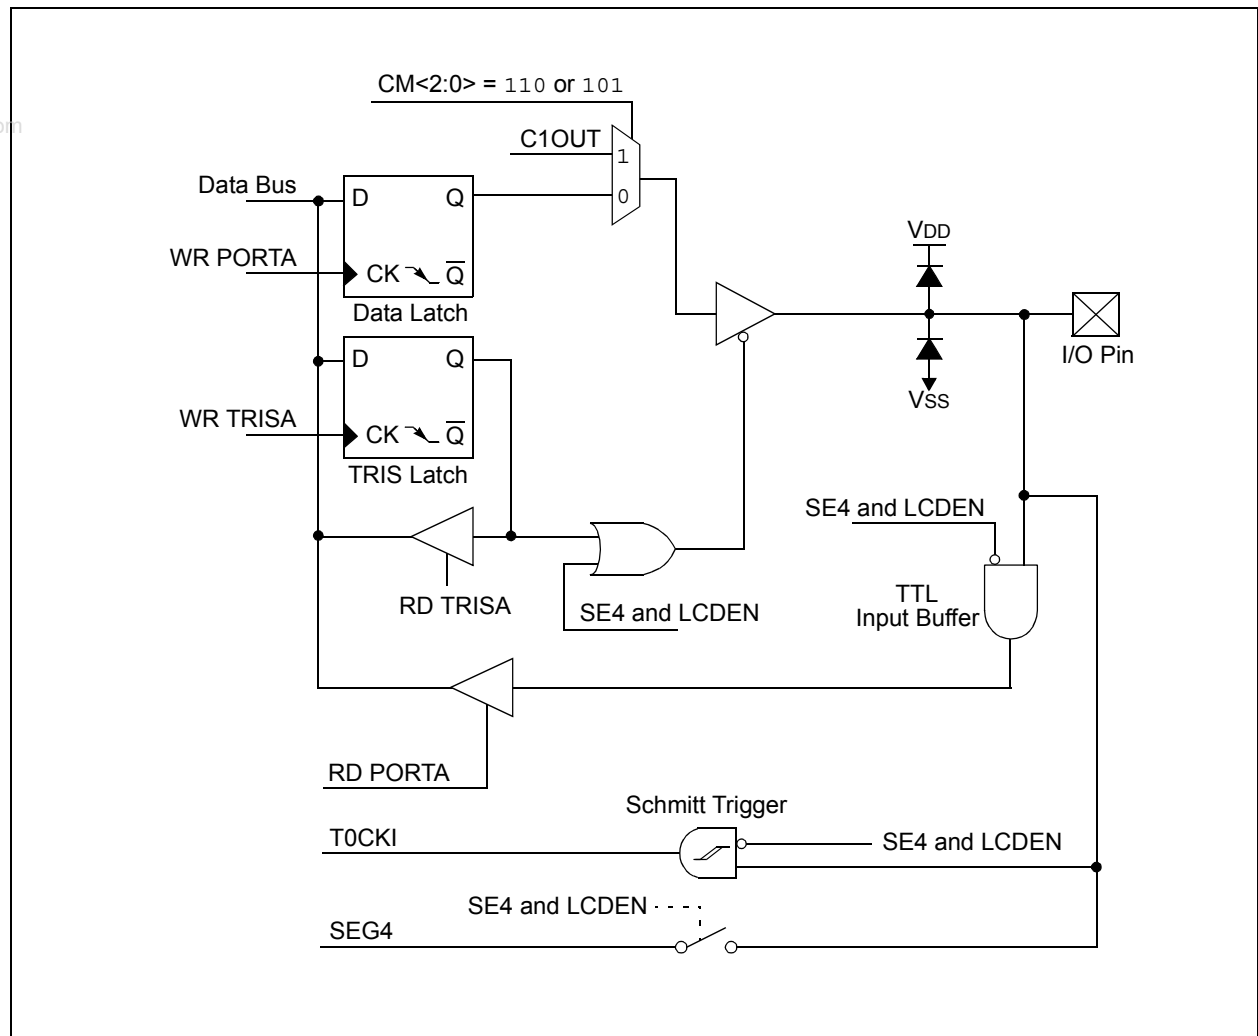 CM<2:0> = 110 or 101
om
C1OUT
1
Data Bus
D
Q
0
VDD
WR PORTA
CK
Q̅
Data Latch
I/O Pin
D
Q
VSS
WR TRISA
CK
Q̅
TRIS Latch
SE4 and LCDEN
RD TRISA
SE4 and LCDEN
TTL
Input Buffer
RD PORTA
Schmitt Trigger
T0CKI
SE4 and LCDEN
SE4 and LCDEN
SEG4